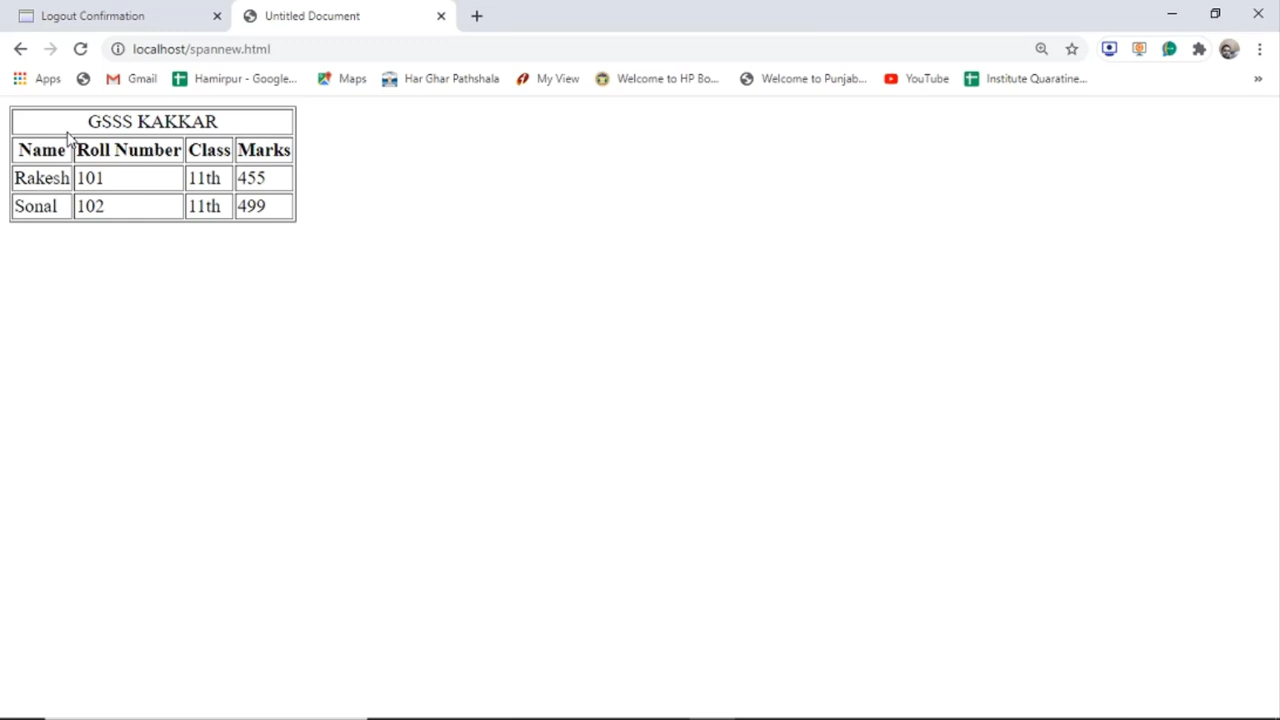 Logout Confirmation
Untitled Document
localhost/spannew.html
Apps
Gmail
Hamirpur - Google...
Maps
Har Ghar Pathshala
My View
Welcome to HP Bo...
Welcome to Punjab...
YouTube
Institute Quaratine...
»
GSSS KAKKAR
Name Roll Number Class Marks
Rakesh 101 11th 455
Sonal 102 11th 499